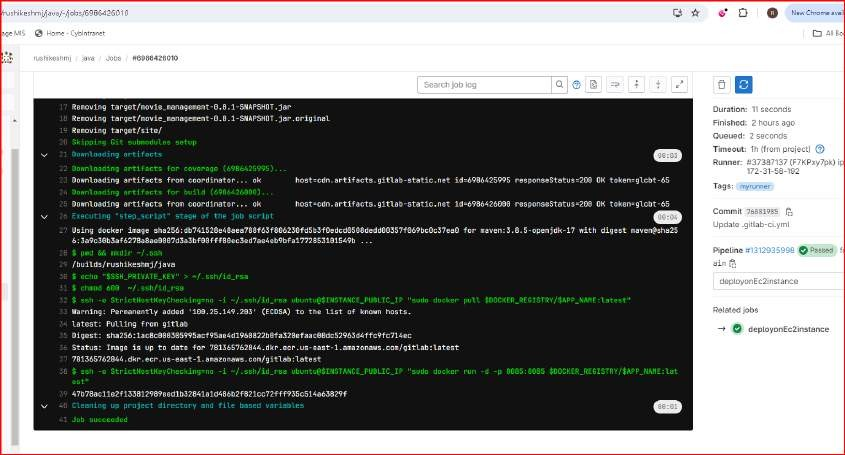 /rushikeshmj/java/-/jobs/6986426010
New Chrome avail
age MIS
Home - CybIntranet
All Bo
rushikeshmj / java / Jobs / #6986426010
Search job log
17 Removing target/movie_management-0.0.1-SNAPSHOT.jar
18 Removing target/movie_management-0.0.1-SNAPSHOT.jar.original
19 Removing target/site/
20 Skipping Git submodules setup
21 Downloading artifacts
00:03
22 Downloading artifacts for coverage (6986425995)...
23 Downloading artifacts from coordinator... ok host=cdn.artifacts.gitlab-static.net id=6986425995 responseStatus=200 OK token=glcbt-65
24 Downloading artifacts for build (6986426000)...
25 Downloading artifacts from coordinator... ok host=cdn.artifacts.gitlab-static.net id=6986426000 responseStatus=200 OK token=glcbt-65
26 Executing "step_script" stage of the job script
00:04
27 Using docker image for maven:3.8.5-openjdk-17 with digest
28 $ pwd && mkdir ~/.ssh
29 /builds/rushikeshmj/java
30 $ echo "$SSH_PRIVATE_KEY" > ~/.ssh/id_rsa
31 $ chmod 600 ~/.ssh/id_rsa
32 $ ssh -o StrictHostKeyChecking=no -i ~/.ssh/id_rsa ubuntu@$INSTANCE_PUBLIC_IP "sudo docker pull $DOCKER_REGISTRY/$APP_NAME:latest"
33 Warning: Permanently added '100.25.149.203' (ECDSA) to the list of known hosts.
34 latest: Pulling from gitlab
35 Digest:
36 Status: Image is up to date for 781365762844.dkr.ecr.us-east-1.amazonaws.com/gitlab:latest
37 781365762844.dkr.ecr.us-east-1.amazonaws.com/gitlab:latest
38 $ ssh -o StrictHostKeyChecking=no -i ~/.ssh/id_rsa ubuntu@$INSTANCE_PUBLIC_IP "sudo docker run -d -p 8085:8085 $DOCKER_REGISTRY/$APP_NAME:lat
est"
39
40 Cleaning up project directory and file based variables
00:01
41 Job succeeded
Duration: 11 seconds
Finished: 2 hours ago
Queued: 2 seconds
Timeout: 1h (from project)
Runner: #37387137 (F7KPxy7pk) ip
172-31-58-192
Tags: myrunner
Commit 76881935
Update .gitlab-ci.yml
Pipeline #1312935998 Passed fo
ain
deployonEc2instance
Related jobs
→ deployonEc2instance